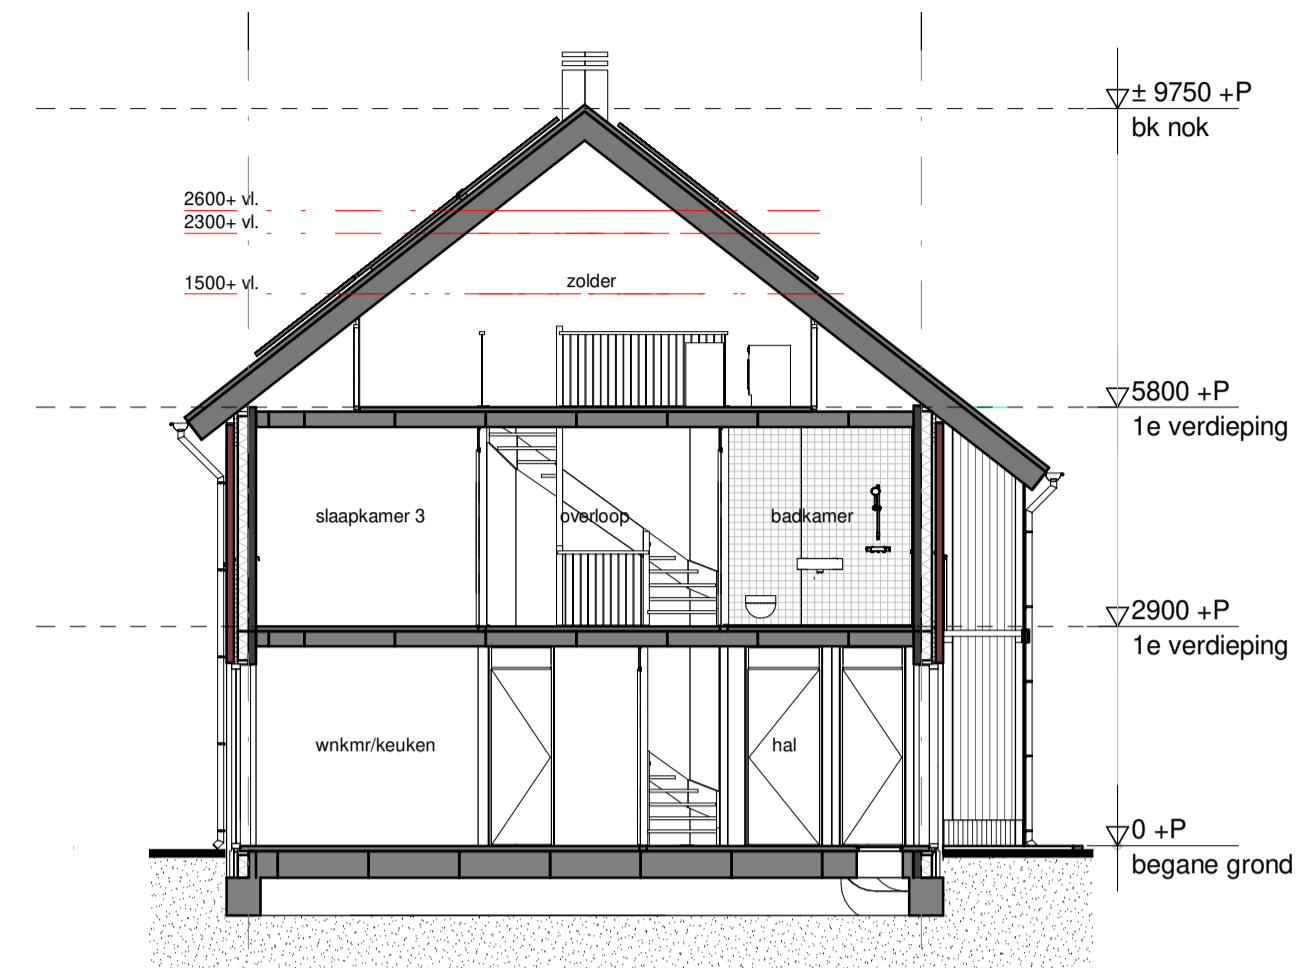 ± 9750 +P
bk nok
2600+ vl.
2300+ vl.
1500+ vl.
zolder
5800 +P
1e verdieping
slaapkamer 3
overloop
badkamer
2900 +P
1e verdieping
wnkmr/keuken
hal
0 +P
begane grond